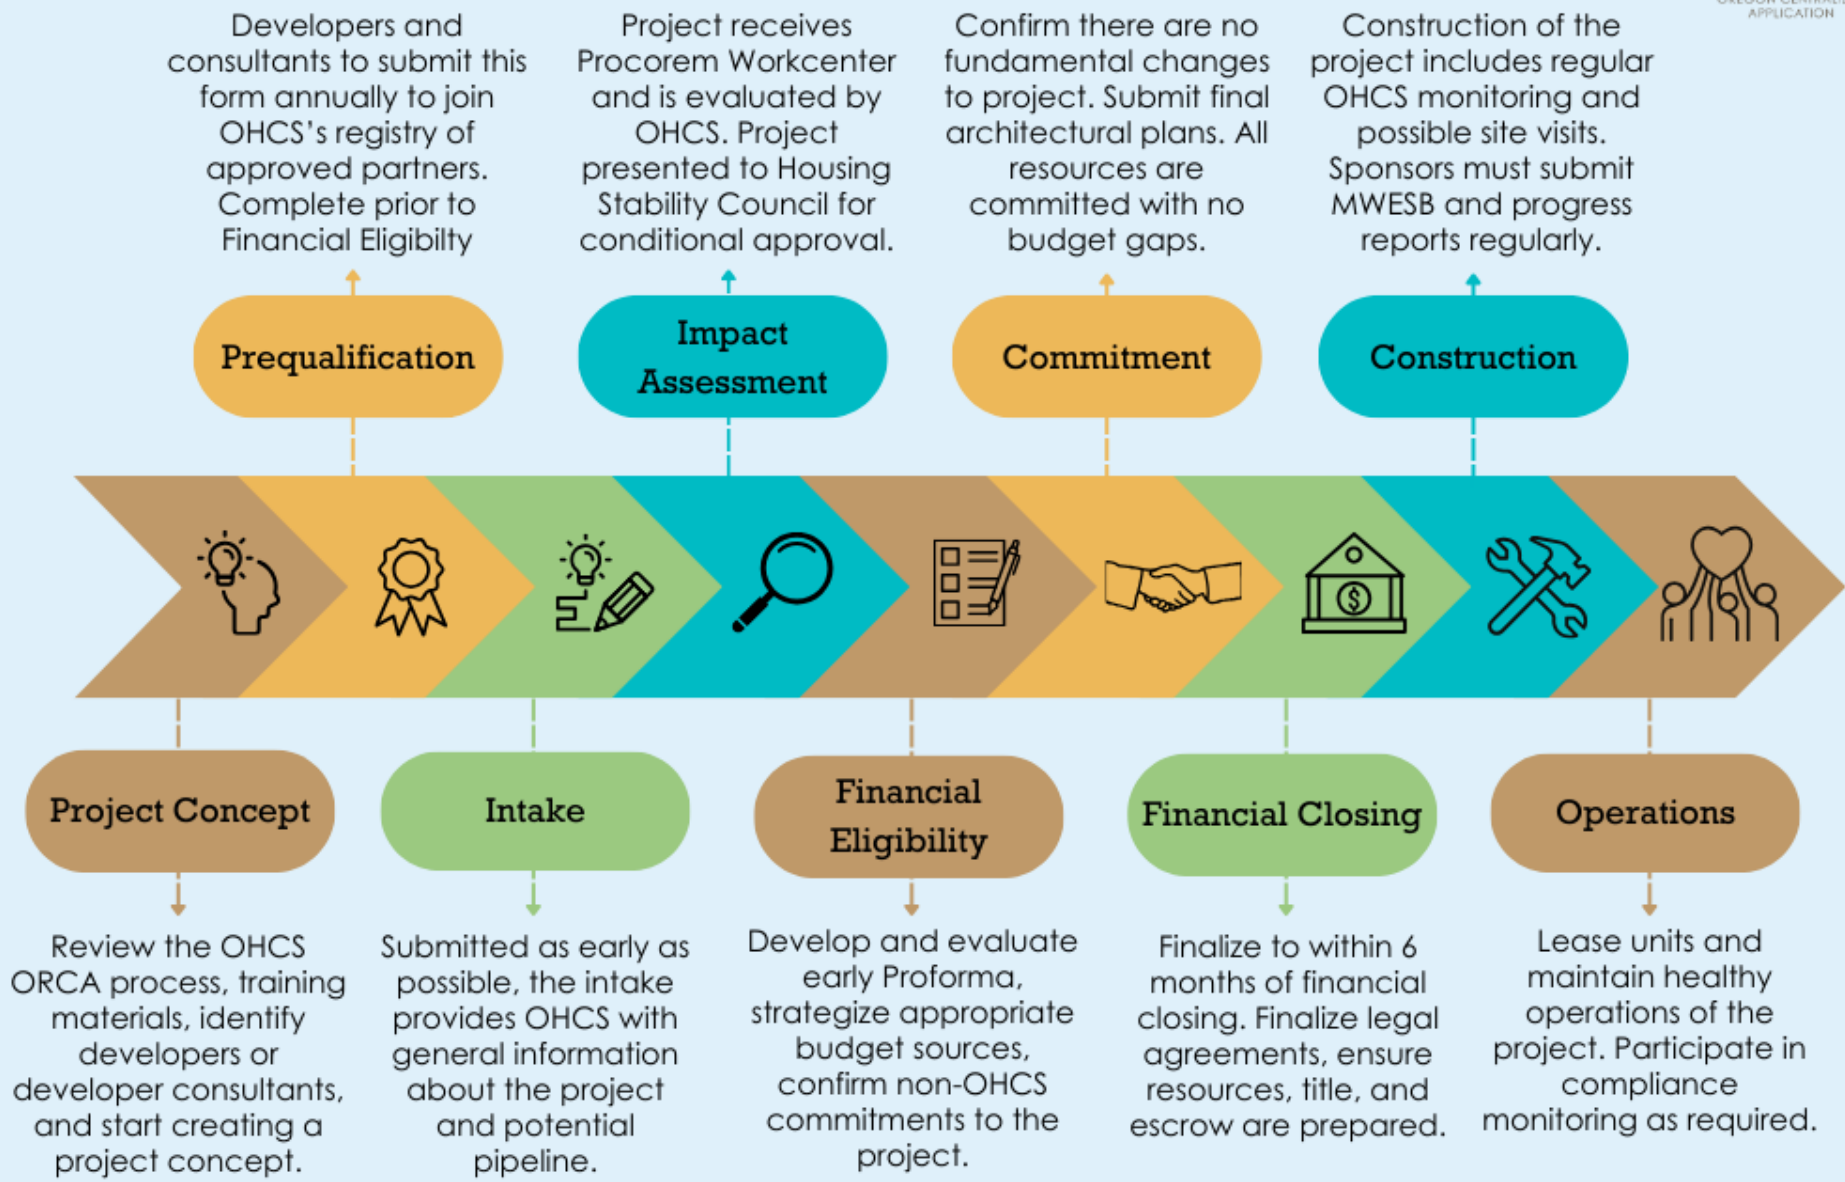 OREGON CENTRALIZED
APPLICATION
Developers and
consultants to submit this
form annually to join
OHCS's registry of
approved partners.
Complete prior to
Financial Eligibilty
Project receives
Procorem Workcenter
and is evaluated by
OHCS. Project
presented to Housing
Stability Council for
conditional approval.
Confirm there are no
fundamental changes
to project. Submit final
architectural plans. All
resources are
committed with no
budget gaps.
Construction of the
project includes regular
OHCS monitoring and
possible site visits.
Sponsors must submit
MWESB and progress
reports regularly.
Prequalification
Impact
Assessment
Commitment
Construction
$
Project Concept
Intake
Financial
Eligibility
Financial Closing
Operations
Review the OHCS
ORCA process, training
materials, identify
developers or
developer consultants,
and start creating a
project concept.
Submitted as early as
possible, the intake
provides OHCS with
general information
about the project
and potential
pipeline.
Develop and evaluate
early Proforma,
strategize appropriate
budget sources,
confirm non-OHCS
commitments to the
project.
Finalize to within 6
months of financial
closing. Finalize legal
agreements, ensure
resources, title, and
escrow are prepared.
Lease units and
maintain healthy
operations of the
project. Participate in
compliance
monitoring as required.